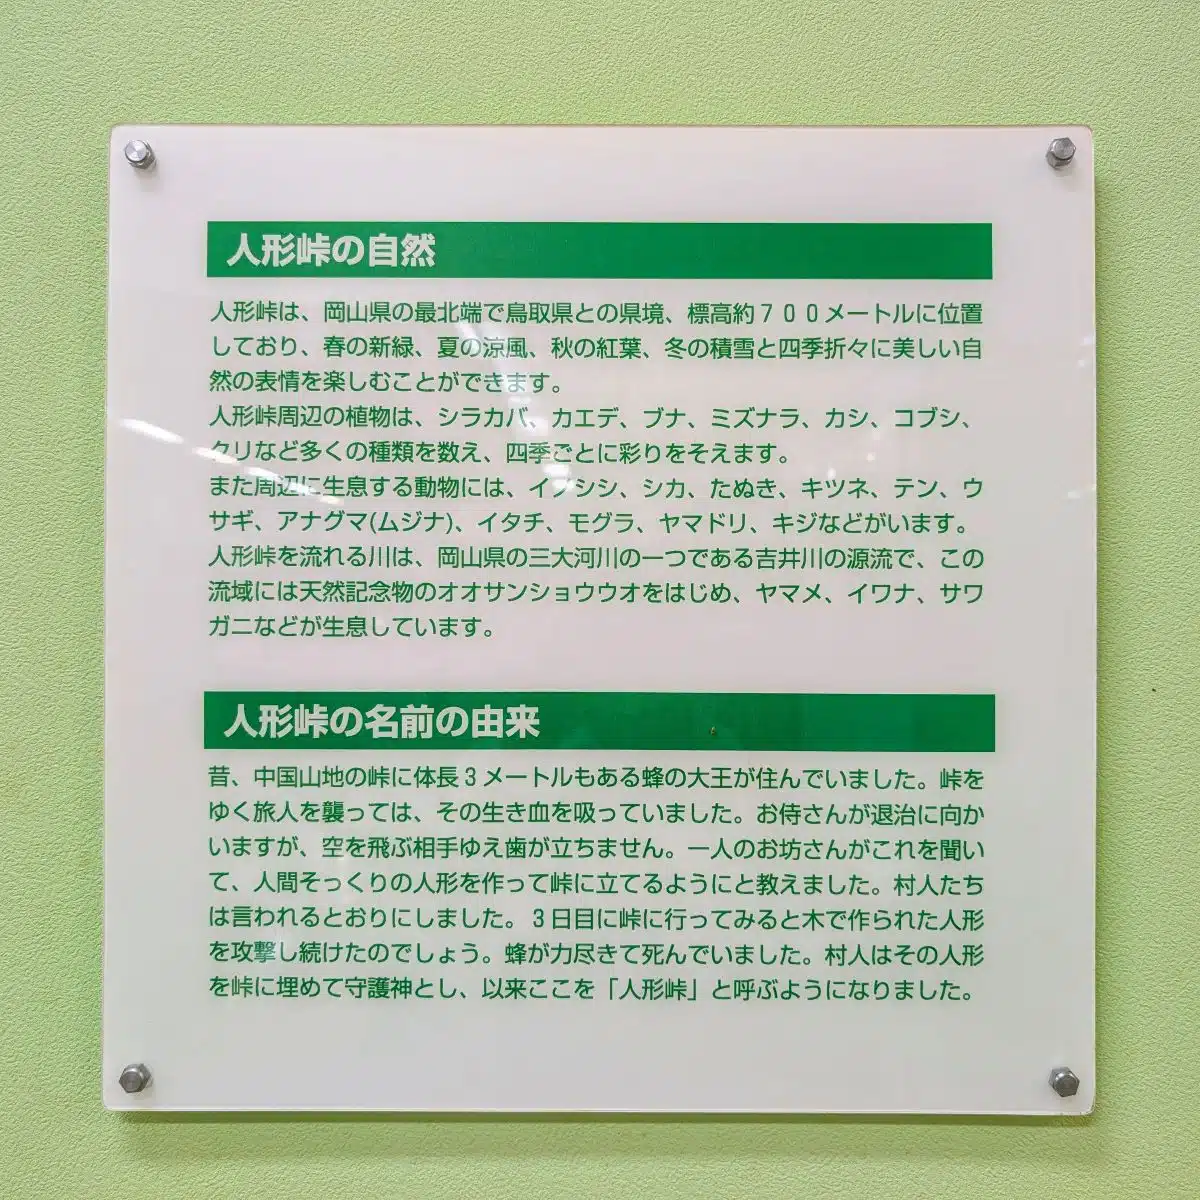 人形峠の自然
人形峠は、岡山県の最北端で鳥取県との県境、標高約７００メートルに位置
しており、春の新緑、夏の涼風、秋の紅葉、冬の積雪と四季折々に美しい自
然の表情を楽しむことができます。
人形峠周辺の植物は、シラカバ、カエデ、ブナ、ミズナラ、カシ、コブシ、
クリなど多くの種類を数え、四季ごとに彩りをそえます。
また周辺に生息する動物には、イノシシ、シカ、たぬき、キツネ、テン、ウ
サギ、アナグマ(ムジナ)、イタチ、モグラ、ヤマドリ、キジなどがいます。
人形峠を流れる川は、岡山県の三大河川の一つである吉井川の源流で、この
流域には天然記念物のオオサンショウウオをはじめ、ヤマメ、イワナ、サワ
ガニなどが生息しています。
人形峠の名前の由来
昔、中国山地の峠に体長３メートルもある蜂の大王が住んでいました。峠を
ゆく旅人を襲っては、その生き血を吸っていました。お侍さんが退治に向か
いますが、空を飛ぶ相手ゆえ歯が立ちません。一人のお坊さんがこれを聞い
て、人間そっくりの人形を作って峠に立てるようにと教えました。村人たち
は言われるとおりにしました。３日目に峠に行ってみると木で作られた人形
を攻撃し続けたのでしょう。蜂が力尽きて死んでいました。村人はその人形
を峠に埋めて守護神とし、以来ここを「人形峠」と呼ぶようになりました。